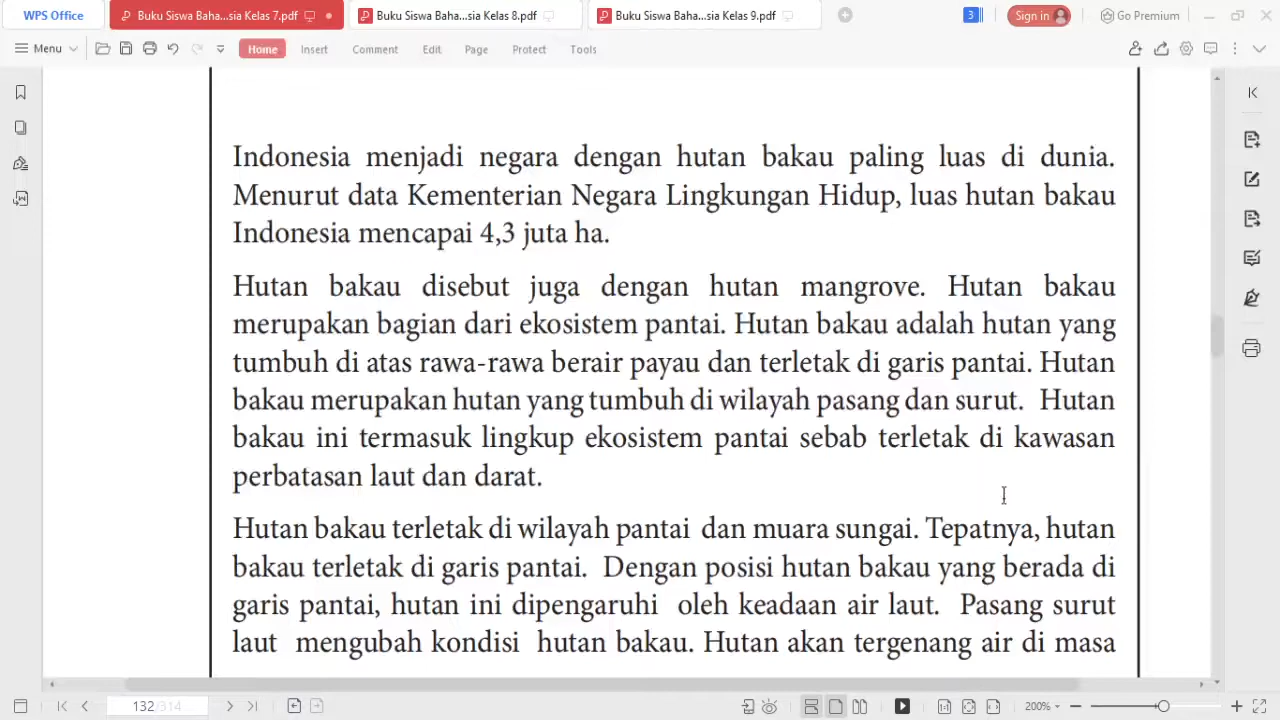 WPS Office
Buku Siswa Baha...sia Kelas 7.pdf
Buku Siswa Baha...sia Kelas 8.pdf
Buku Siswa Baha...sia Kelas 9.pdf
3
Sign in
Go Premium
Menu
Home
Insert
Comment
Edit
Page
Protect
Tools
Indonesia menjadi negara dengan hutan bakau paling luas di dunia.
Menurut data Kementerian Negara Lingkungan Hidup, luas hutan bakau
Indonesia mencapai 4,3 juta ha.
Hutan bakau disebut juga dengan hutan mangrove. Hutan bakau
merupakan bagian dari ekosistem pantai. Hutan bakau adalah hutan yang
tumbuh di atas rawa-rawa berair payau dan terletak di garis pantai. Hutan
bakau merupakan hutan yang tumbuh di wilayah pasang dan surut. Hutan
bakau ini termasuk lingkup ekosistem pantai sebab terletak di kawasan
perbatasan laut dan darat.
Hutan bakau terletak di wilayah pantai dan muara sungai. Tepatnya, hutan
bakau terletak di garis pantai. Dengan posisi hutan bakau yang berada di
garis pantai, hutan ini dipengaruhi oleh keadaan air laut. Pasang surut
laut mengubah kondisi hutan bakau. Hutan akan tergenang air di masa
132/314
200%